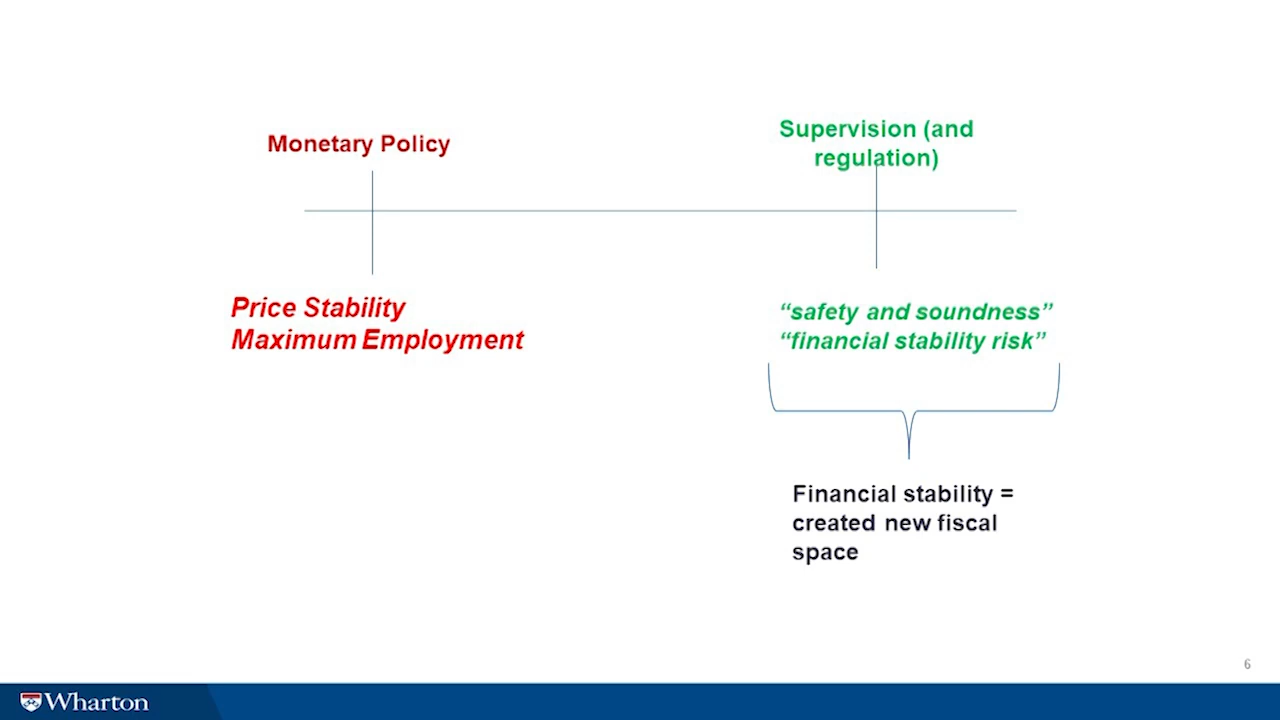 Monetary Policy
Supervision (and
regulation)
Price Stability
Maximum Employment
“safety and soundness”
“financial stability risk”
Financial stability =
created new fiscal
space
6
Wharton